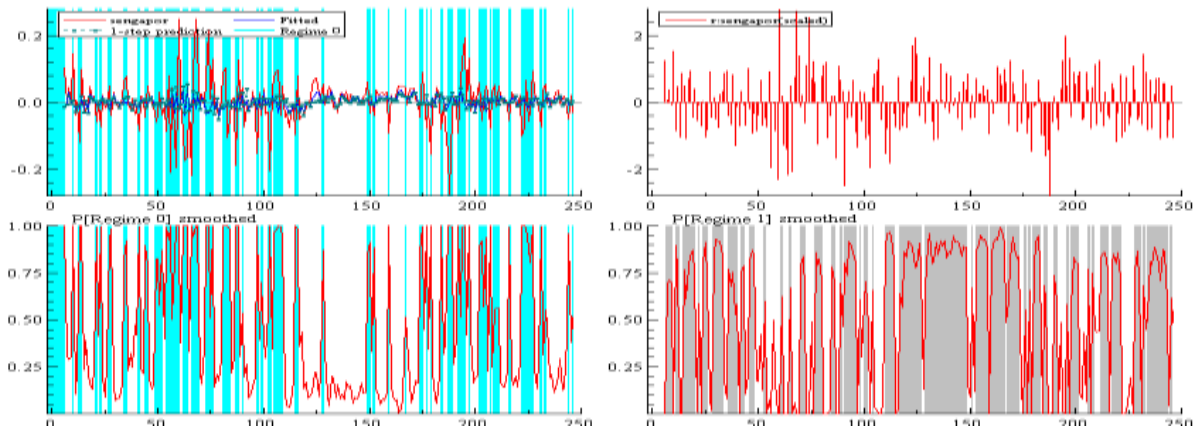 sengapor Fitted
1-step prediction Regime 0
0.2
0.0
-0.2
0 50 100 150 200 250
r:sengapor(scaled)
2
0
-2
0 50 100 150 200 250
P[Regime 0] smoothed
1.00
0.75
0.50
0.25
0 50 100 150 200 250
P[Regime 1] smoothed
1.00
0.75
0.50
0.25
0 50 100 150 200 250